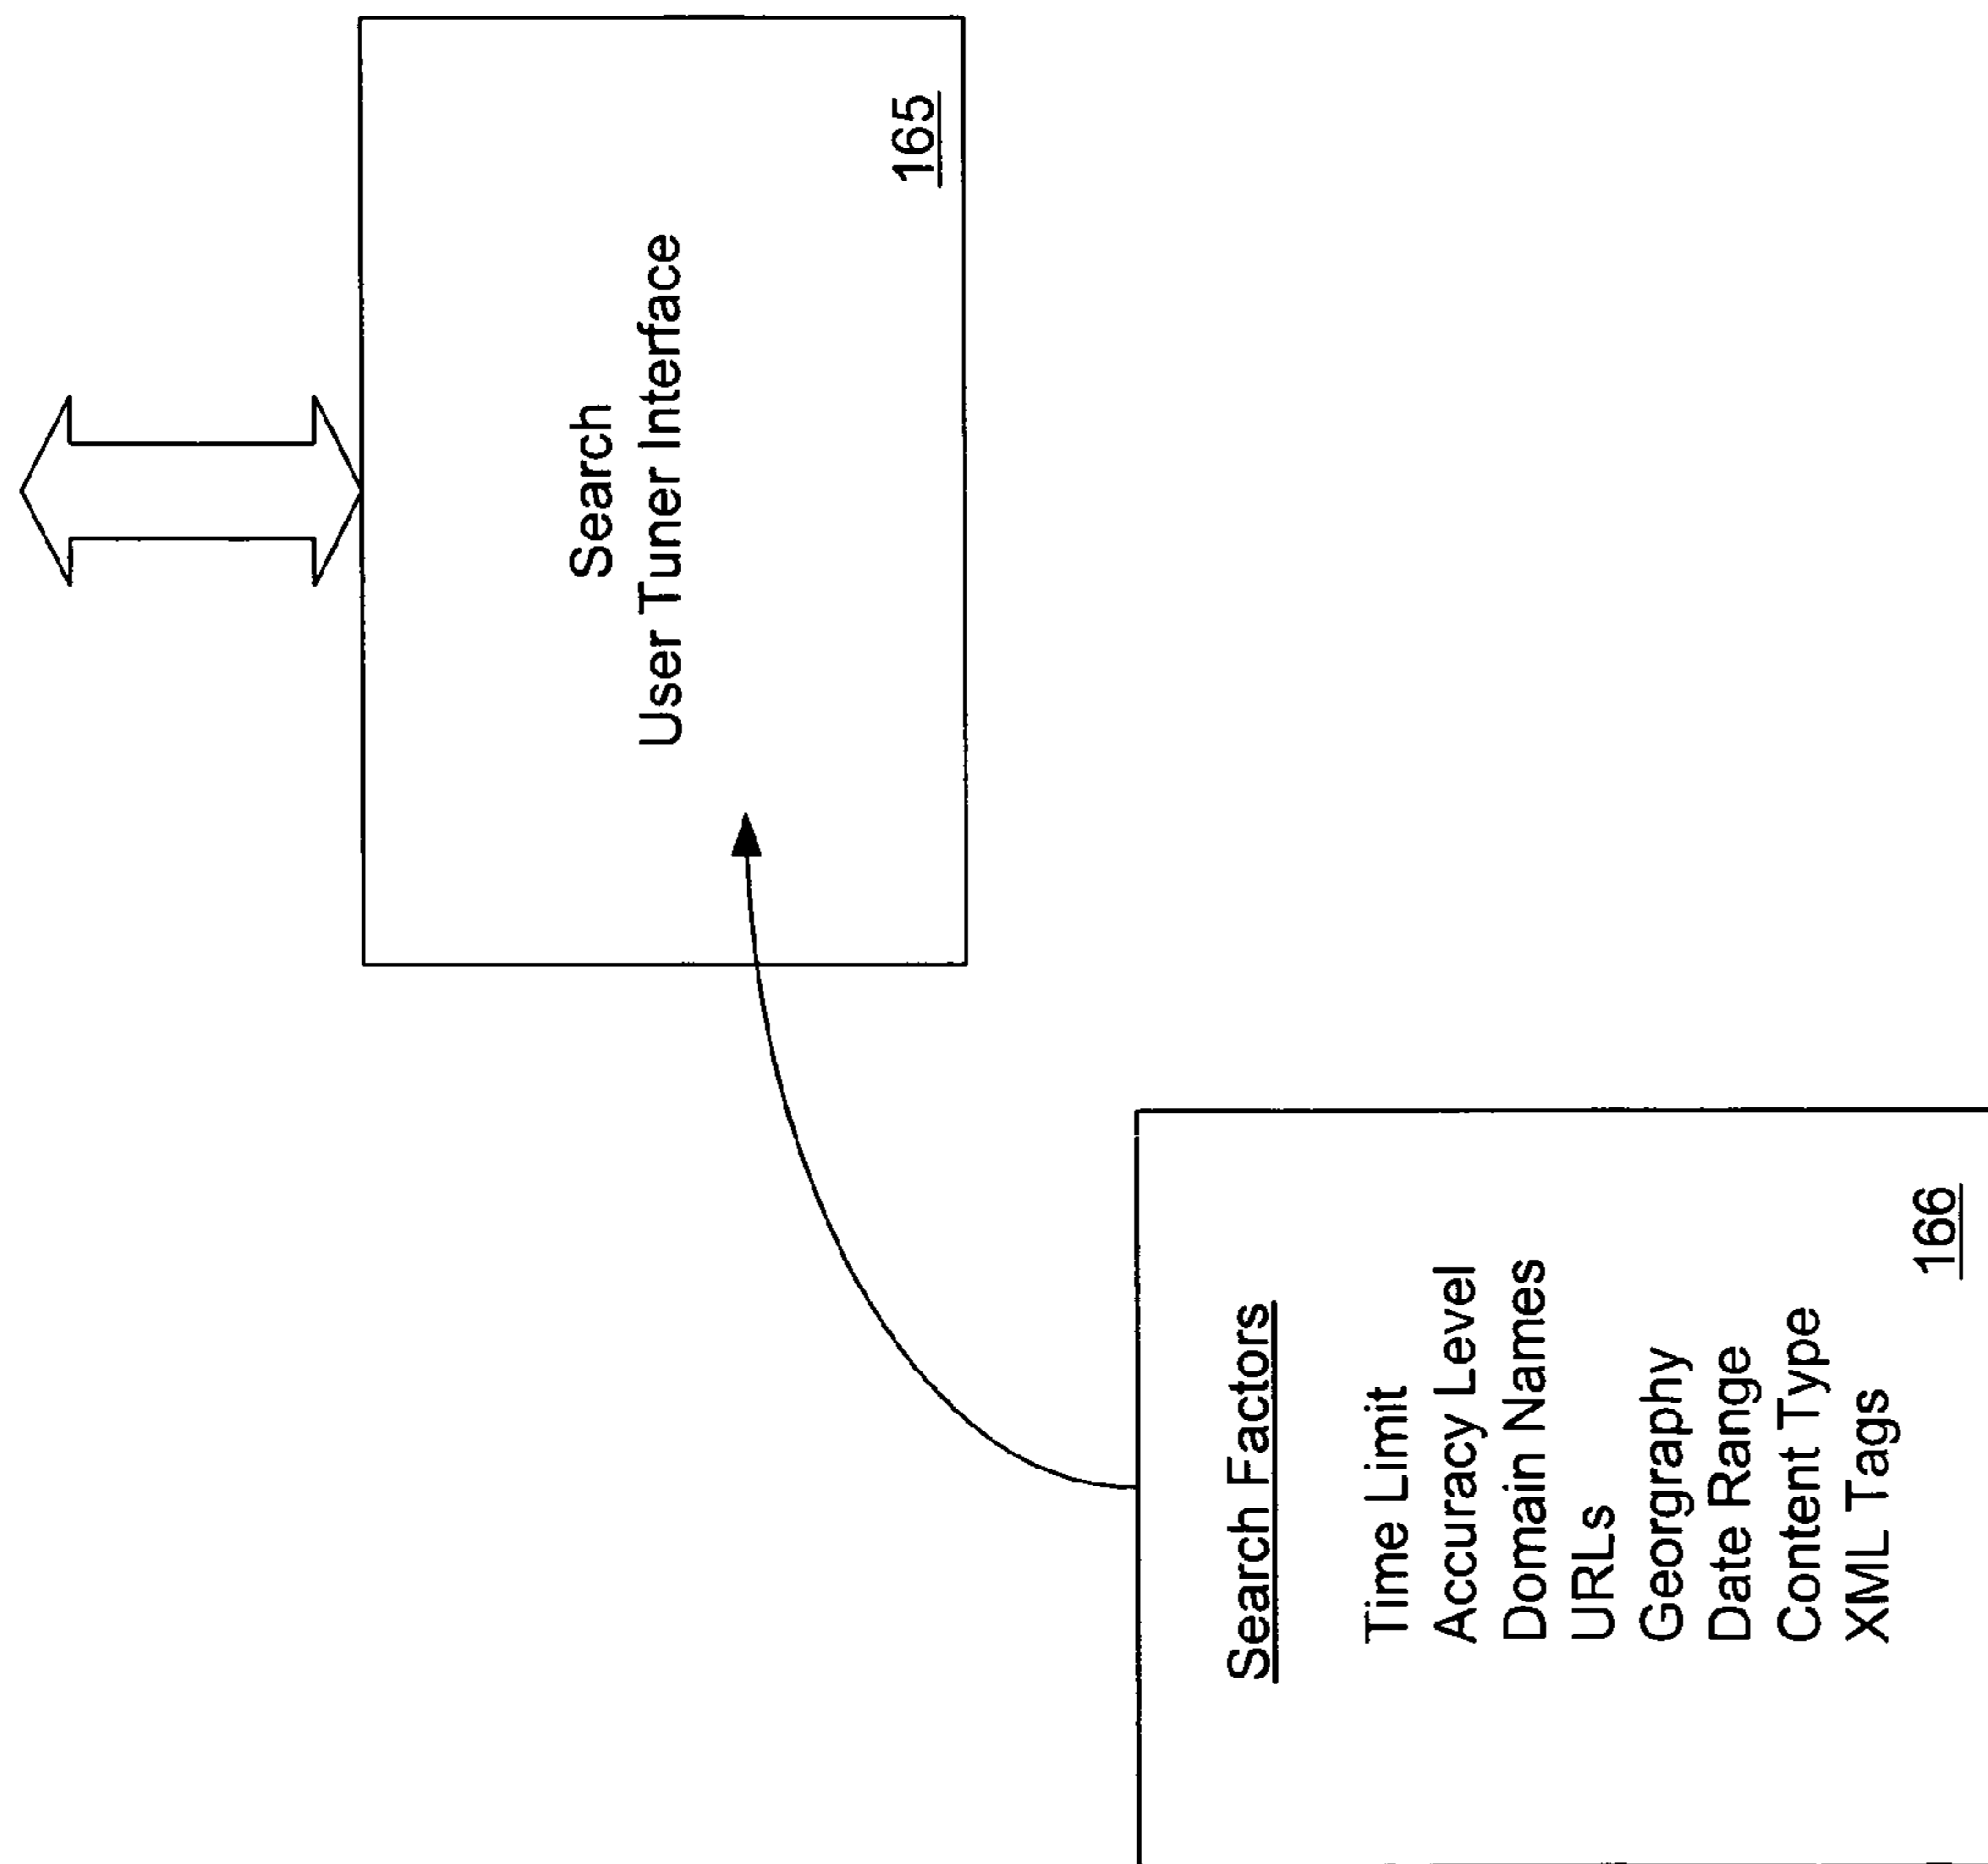 Search
User Tuner Interface
165
Search Factors
Time Limit
Accuracy Level
Domain Names
URLs
Georgraphy
Date Range
Content Type
XML Tags
166